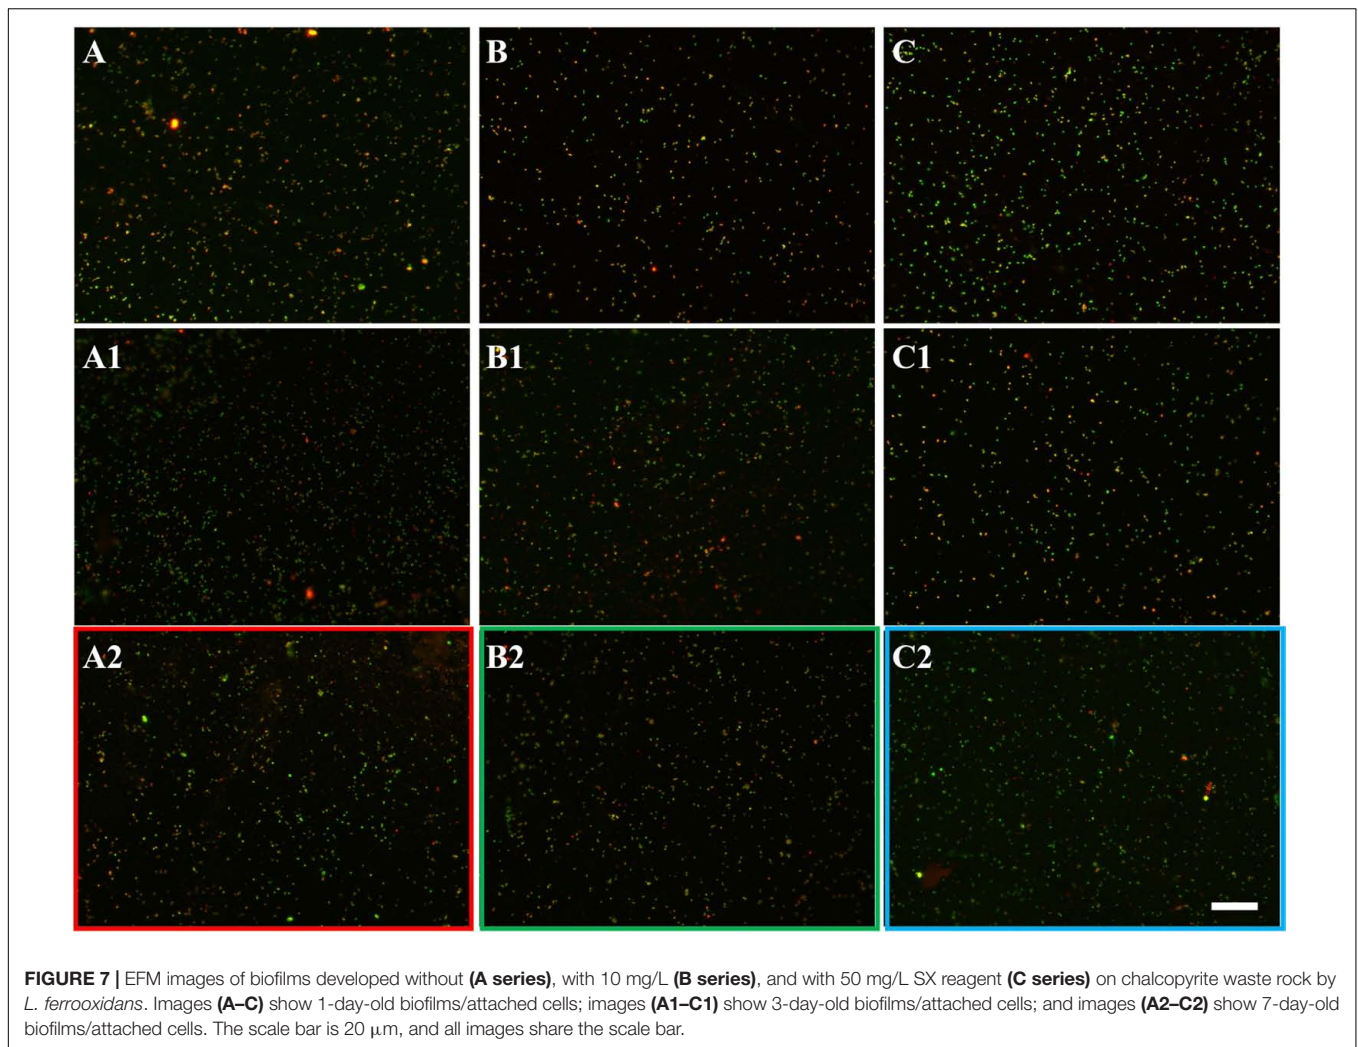 A
B
C
A1
B1
C1
A2
B2
C2
FIGURE 7 | EFM images of biofilms developed without (A series), with 10 mg/L (B series), and with 50 mg/L SX reagent (C series) on chalcopyrite waste rock by
L. ferrooxidans. Images (A–C) show 1-day-old biofilms/attached cells; images (A1–C1) show 3-day-old biofilms/attached cells; and images (A2–C2) show 7-day-old
biofilms/attached cells. The scale bar is 20 μm, and all images share the scale bar.